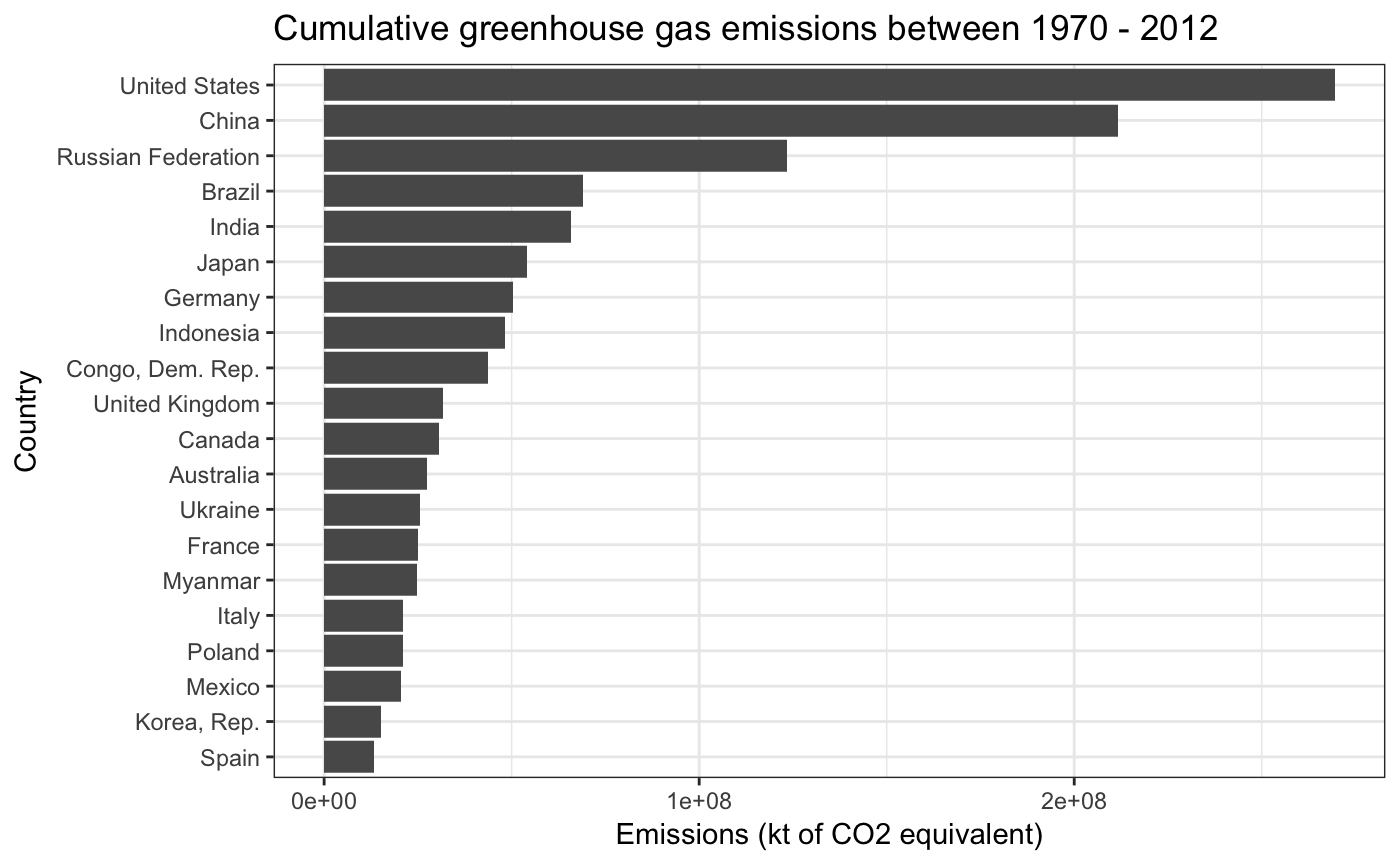 Cumulative greenhouse gas emissions between 1970 - 2012
Country
United States
China
Russian Federation
Brazil
India
Japan
Germany
Indonesia
Congo, Dem. Rep.
United Kingdom
Canada
Australia
Ukraine
France
Myanmar
Italy
Poland
Mexico
Korea, Rep.
Spain
0e+00 1e+08 2e+08
Emissions (kt of CO2 equivalent)